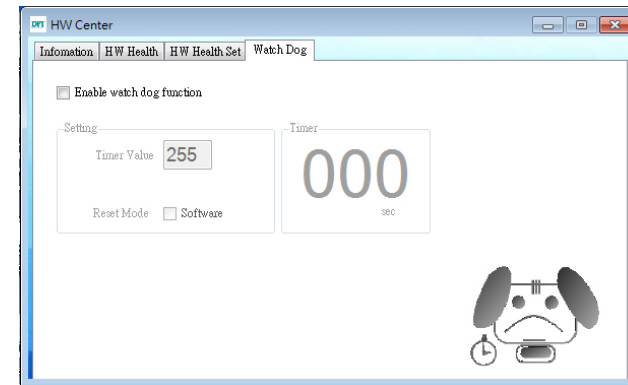 DFI HW Center
Infomation HW Health HW Health Set Watch Dog
Enable watch dog function
Setting
Timer Value 255
Reset Mode Software
Timer
000
sec